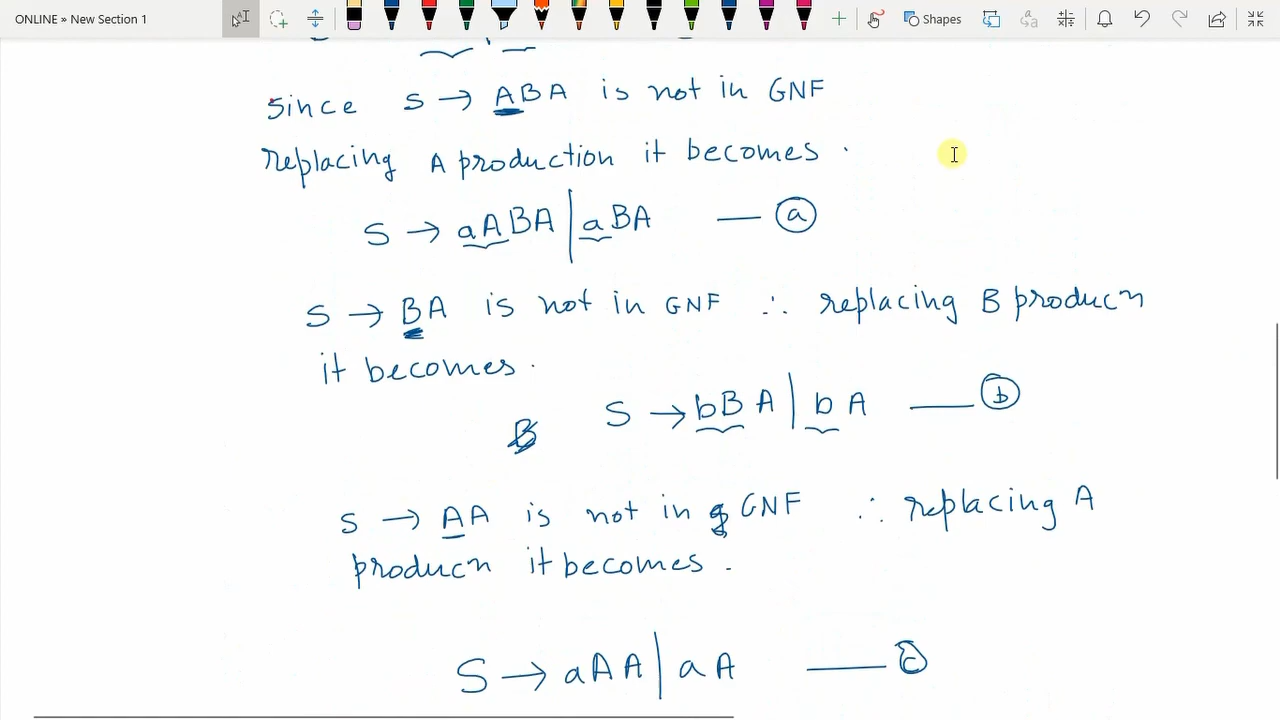 ONLINE » New Section 1
Shapes
since S → ABA is not in GNF
replacing A production it becomes .
S → aABA | aBA — ⓐ
S → BA is not in GNF ∴ replacing B producn
it becomes .
S → bBA | bA — ⓑ
S → AA is not in GNF ∴ replacing A
producn it becomes .
S → aAA | aA — ⓒ